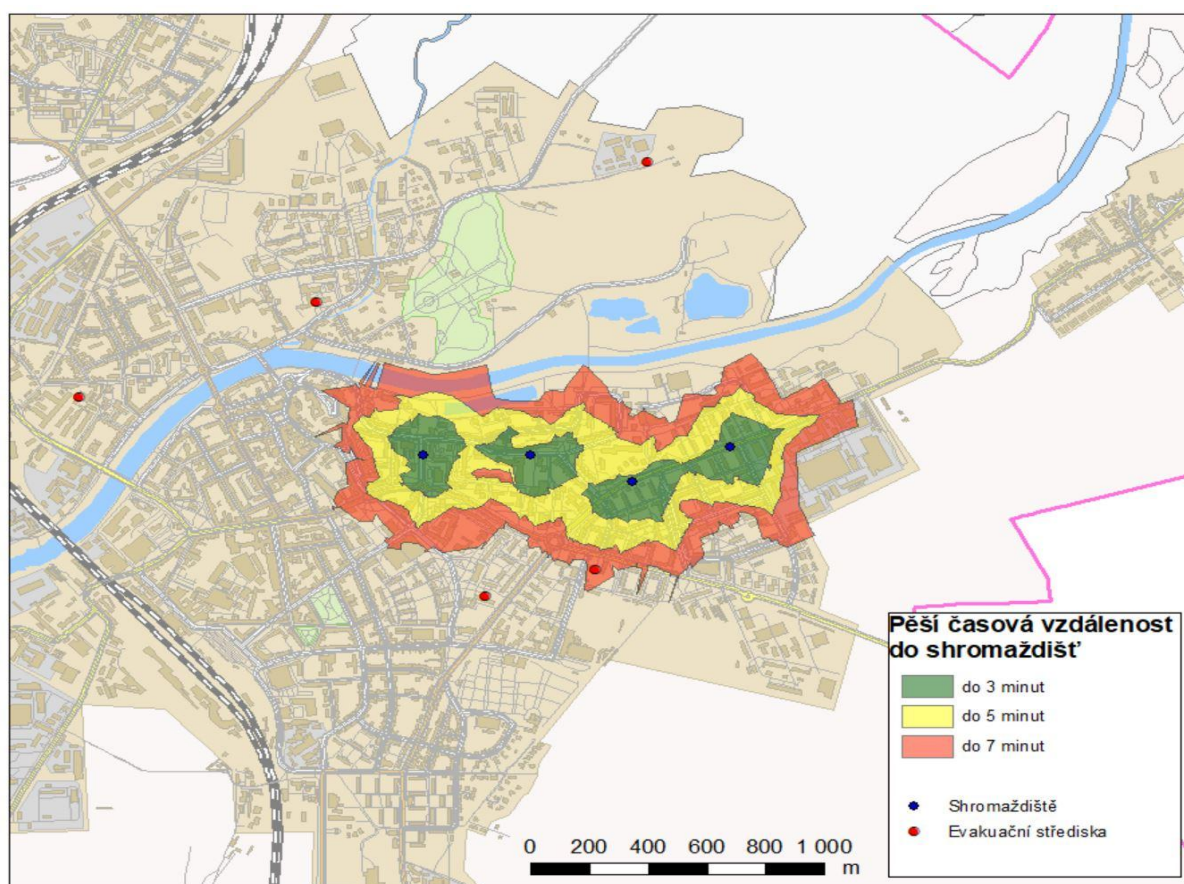 Pěší časová vzdálenost
do shromaždišť
do 3 minut
do 5 minut
do 7 minut
Shromaždiště
Evakuační střediska
0 200 400 600 800 1 000
m